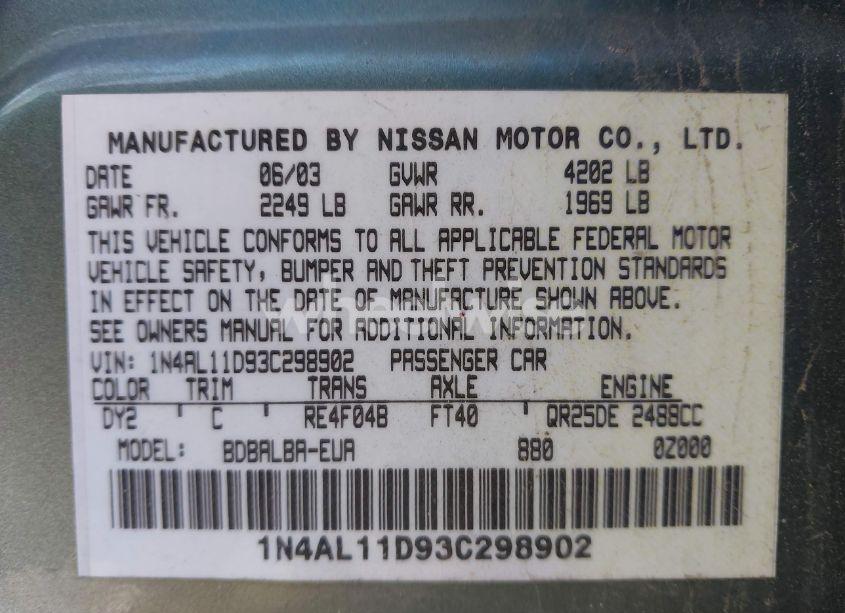 MANUFACTURED BY NISSAN MOTOR CO., LTD.
DATE 06/03 GVWR 4202 LB
GAWR FR. 2249 LB GAWR RR. 1969 LB
THIS VEHICLE CONFORMS TO ALL APPLICABLE FEDERAL MOTOR
VEHICLE SAFETY, BUMPER AND THEFT PREVENTION STANDARDS
IN EFFECT ON THE DATE OF MANUFACTURE SHOWN ABOVE.
SEE OWNERS MANUAL FOR ADDITIONAL INFORMATION.
VIN: 1N4AL11D93C298902 PASSENGER CAR
COLOR TRIM TRANS AXLE ENGINE
DY2 ' C ' RE4F04B FT40 ' QR25DE 2488CC
MODEL: BDBALBA-EUA 880 0Z000
1N4AL11D93C298902